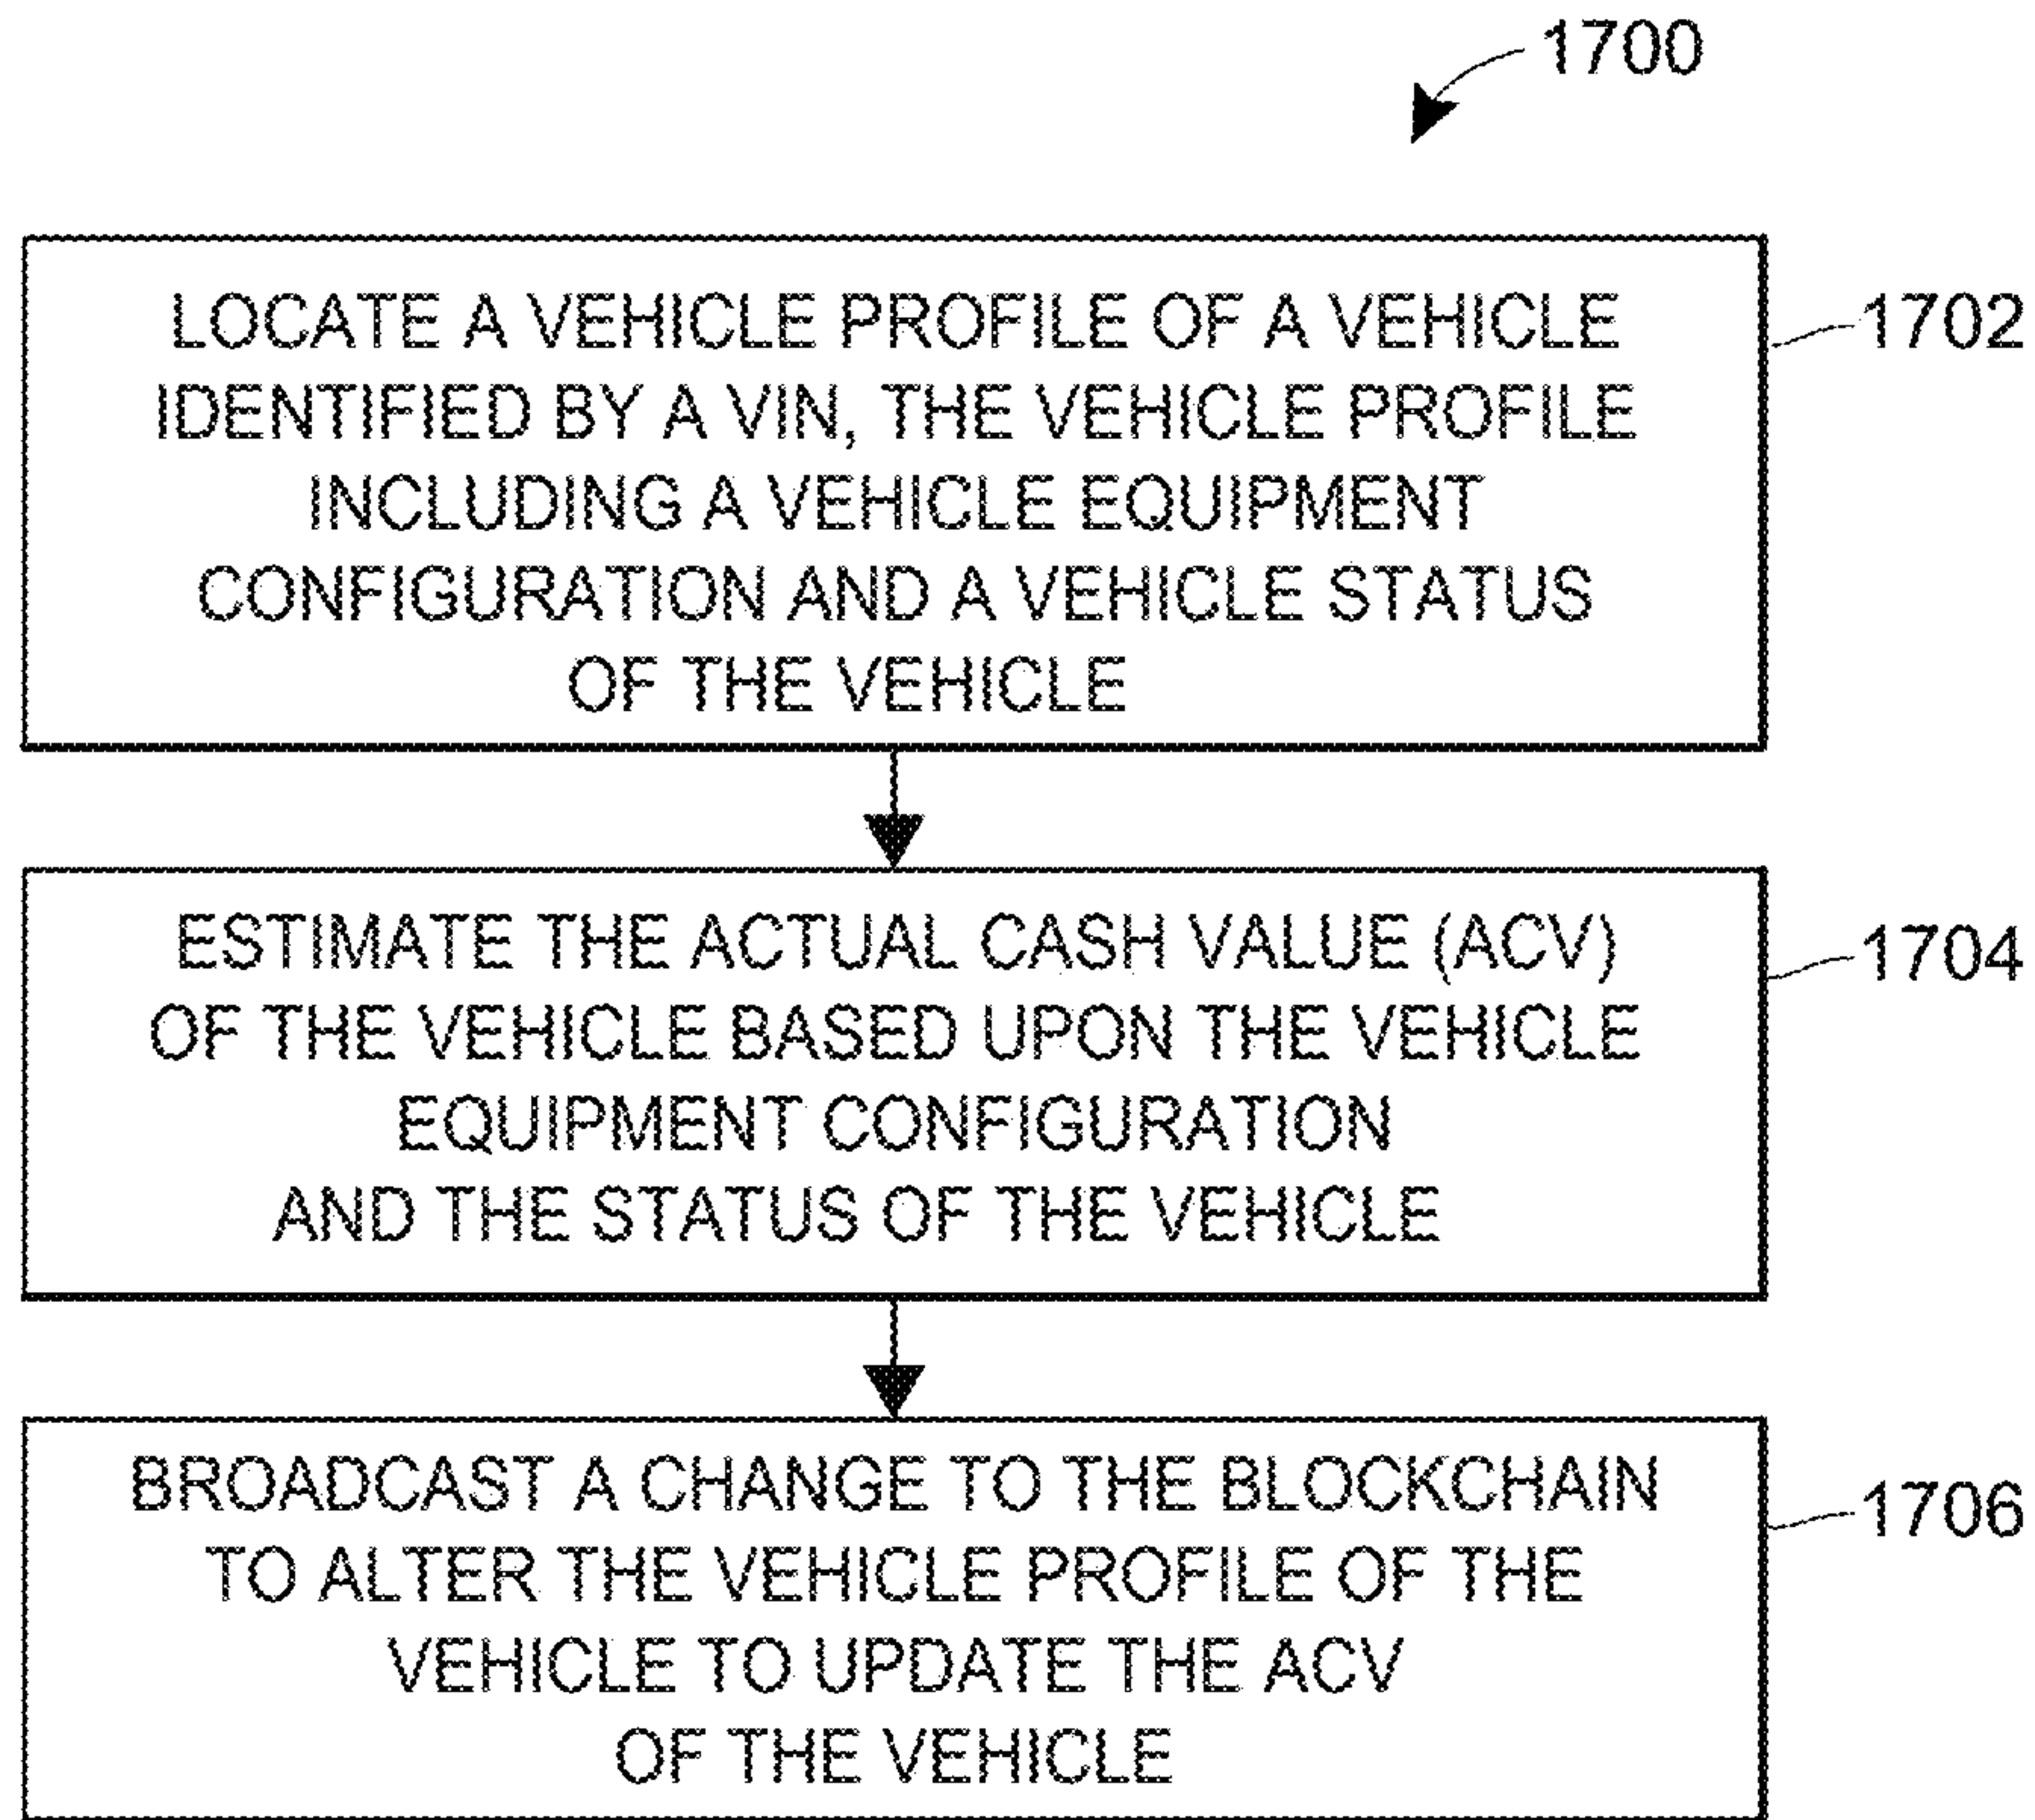 1700
LOCATE A VEHICLE PROFILE OF A VEHICLE
IDENTIFIED BY A VIN, THE VEHICLE PROFILE
INCLUDING A VEHICLE EQUIPMENT
CONFIGURATION AND A VEHICLE STATUS
OF THE VEHICLE
1702
ESTIMATE THE ACTUAL CASH VALUE (ACV)
OF THE VEHICLE BASED UPON THE VEHICLE
EQUIPMENT CONFIGURATION
AND THE STATUS OF THE VEHICLE
1704
BROADCAST A CHANGE TO THE BLOCKCHAIN
TO ALTER THE VEHICLE PROFILE OF THE
VEHICLE TO UPDATE THE ACV
OF THE VEHICLE
1706